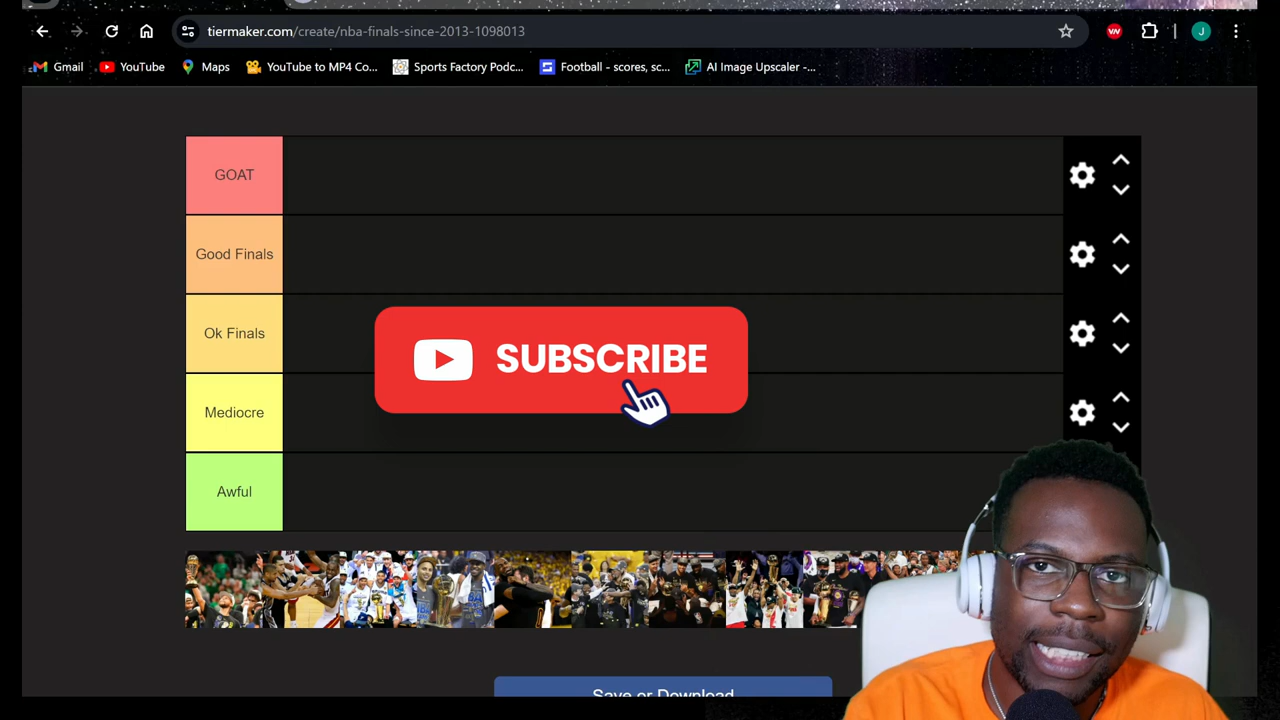 tiermaker.com/create/nba-finals-since-2013-1098013
VW
J
Gmail
YouTube
Maps
YouTube to MP4 Co...
Sports Factory Podc...
Football - scores, sc...
AI Image Upscaler -...
GOAT
Good Finals
Ok Finals
SUBSCRIBE
Mediocre
Awful
Save or Download